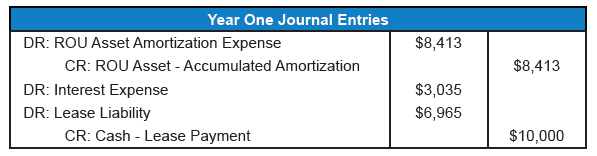 Year One Journal Entries
DR: ROU Asset Amortization Expense $8,413
CR: ROU Asset - Accumulated Amortization $8,413
DR: Interest Expense $3,035
DR: Lease Liability $6,965
CR: Cash - Lease Payment $10,000